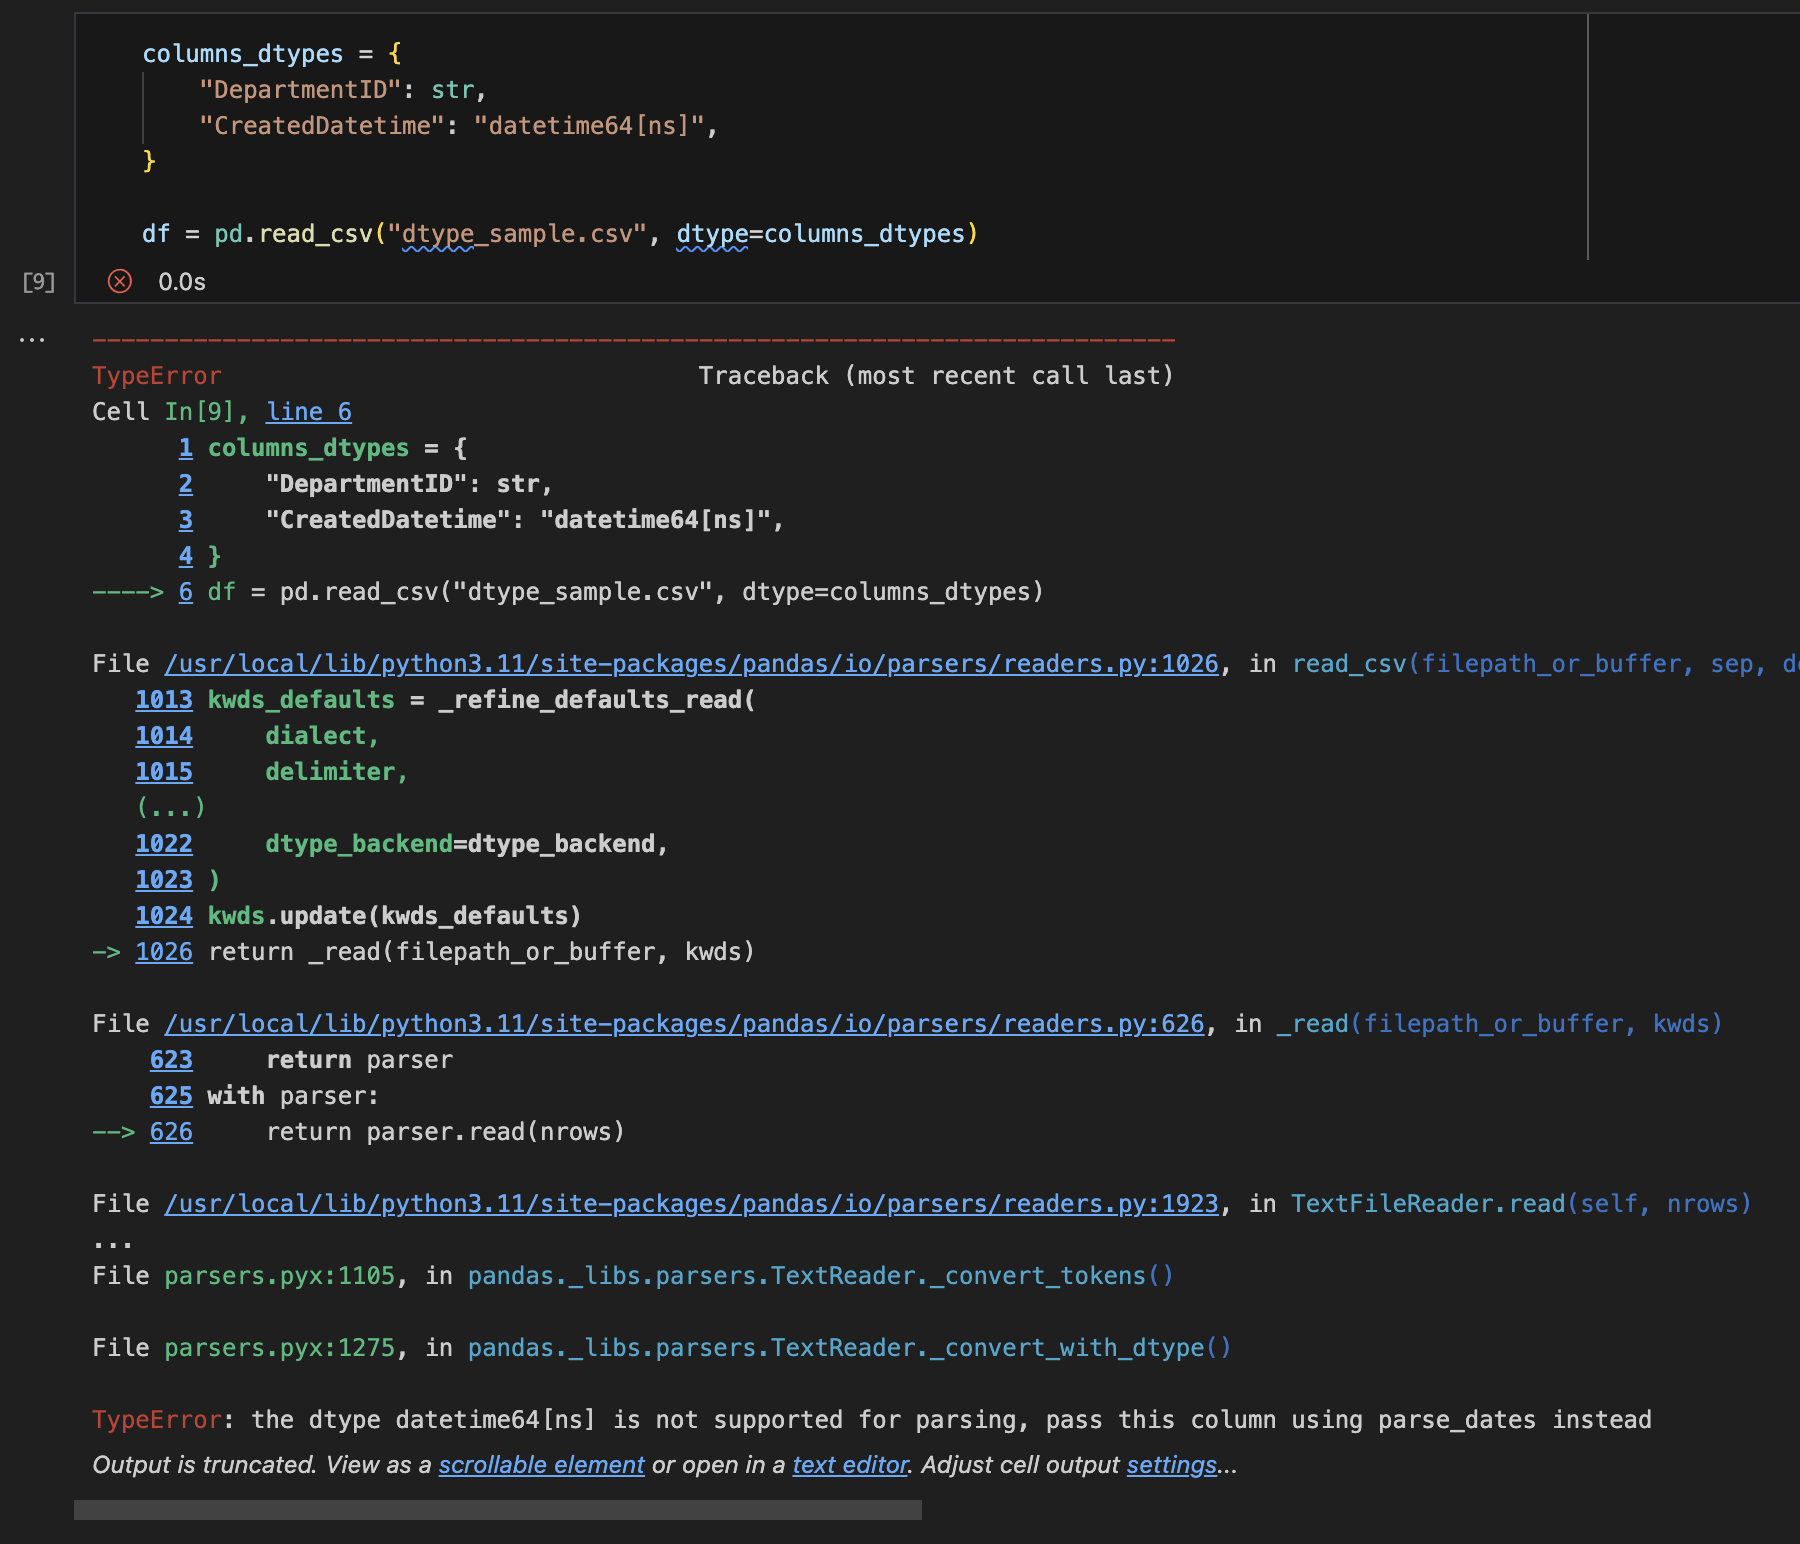 columns_dtypes = {
    "DepartmentID": str,
    "CreatedDatetime": "datetime64[ns]",
}
df = pd.read_csv("dtype_sample.csv", dtype=columns_dtypes)
[9] 0.0s
...
---------------------------------------------------------------------------
TypeError                                 Traceback (most recent call last)
Cell In[9], line 6
      1 columns_dtypes = {
      2     "DepartmentID": str,
      3     "CreatedDatetime": "datetime64[ns]",
      4 }
----> 6 df = pd.read_csv("dtype_sample.csv", dtype=columns_dtypes)
File /usr/local/lib/python3.11/site-packages/pandas/io/parsers/readers.py:1026, in read_csv(filepath_or_buffer, sep, de
   1013 kwds_defaults = _refine_defaults_read(
   1014     dialect,
   1015     delimiter,
   (...)
   1022     dtype_backend=dtype_backend,
   1023 )
   1024 kwds.update(kwds_defaults)
-> 1026 return _read(filepath_or_buffer, kwds)
File /usr/local/lib/python3.11/site-packages/pandas/io/parsers/readers.py:626, in _read(filepath_or_buffer, kwds)
    623     return parser
    625 with parser:
--> 626     return parser.read(nrows)
File /usr/local/lib/python3.11/site-packages/pandas/io/parsers/readers.py:1923, in TextFileReader.read(self, nrows)
...
File parsers.pyx:1105, in pandas._libs.parsers.TextReader._convert_tokens()
File parsers.pyx:1275, in pandas._libs.parsers.TextReader._convert_with_dtype()
TypeError: the dtype datetime64[ns] is not supported for parsing, pass this column using parse_dates instead
Output is truncated. View as a scrollable element or open in a text editor. Adjust cell output settings...